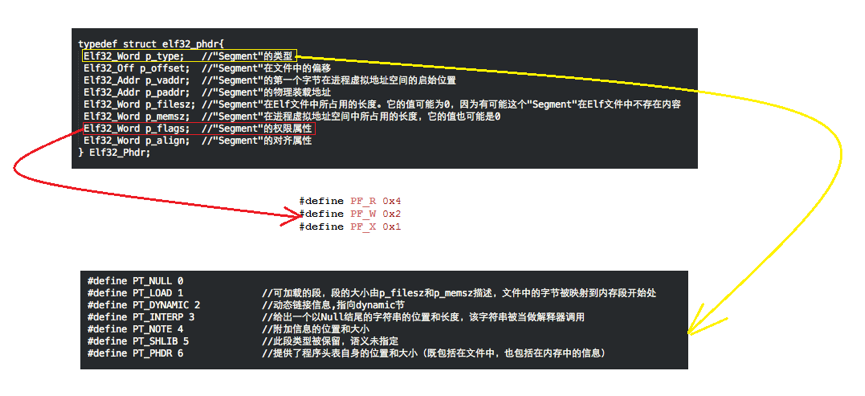 typedef struct elf32_phdr{
Elf32_Word p_type; //"Segment"的类型
Elf32_Off p_offset; //"Segment"在文件中的偏移
Elf32_Addr p_vaddr; //"Segment"的第一个字节在进程虚拟地址空间的启始位置
Elf32_Addr p_paddr; //"Segment"的物理装载地址
Elf32_Word p_filesz; //"Segment"在Elf文件中所占用的长度。它的值可能为0，因为有可能这个"Segment"在Elf文件中不存在内容
Elf32_Word p_memsz; //"Segment"在进程虚拟地址空间中所占用的长度，它的值也可能是0
Elf32_Word p_flags; //"Segment"的权限属性
Elf32_Word p_align; //"Segment"的对齐属性
} Elf32_Phdr;
#define PF_R 0x4
#define PF_W 0x2
#define PF_X 0x1
#define PT_NULL 0
#define PT_LOAD 1 //可加载的段，段的大小由p_filesz和p_memsz描述，文件中的字节被映射到内存段开始处
#define PT_DYNAMIC 2 //动态链接信息,指向dynamic节
#define PT_INTERP 3 //给出一个以Null结尾的字符串的位置和长度，该字符串被当做解释器调用
#define PT_NOTE 4 //附加信息的位置和大小
#define PT_SHLIB 5 //此段类型被保留，语义未指定
#define PT_PHDR 6 //提供了程序头表自身的位置和大小（既包括在文件中，也包括在内存中的信息）